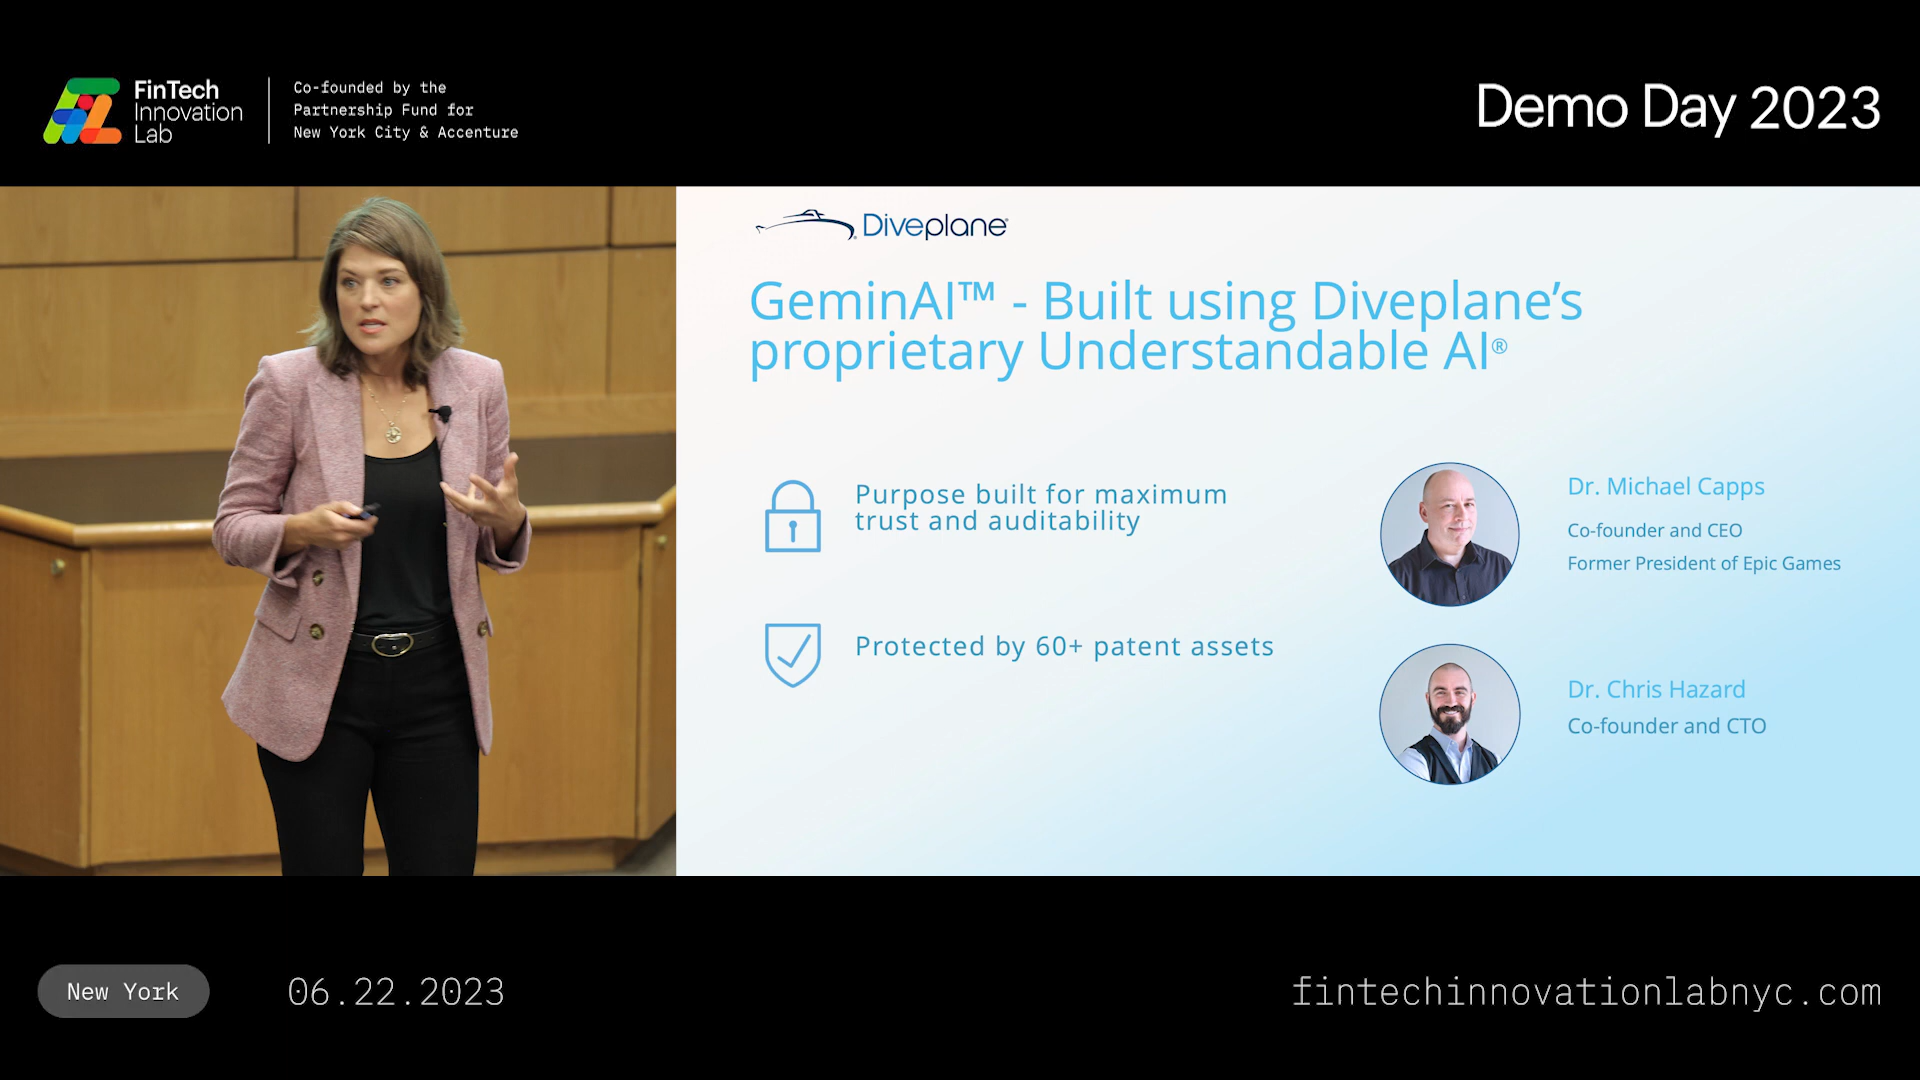 FinTech
Innovation
Lab
Co-founded by the
Partnership Fund for
New York City & Accenture
Demo Day 2023
Diveplane®
GeminAI™ - Built using Diveplane’s
proprietary Understandable AI®
Purpose built for maximum
trust and auditability
Protected by 60+ patent assets
Dr. Michael Capps
Co-founder and CEO
Former President of Epic Games
Dr. Chris Hazard
Co-founder and CTO
New York
06.22.2023
fintechinnovationlabnyc.com